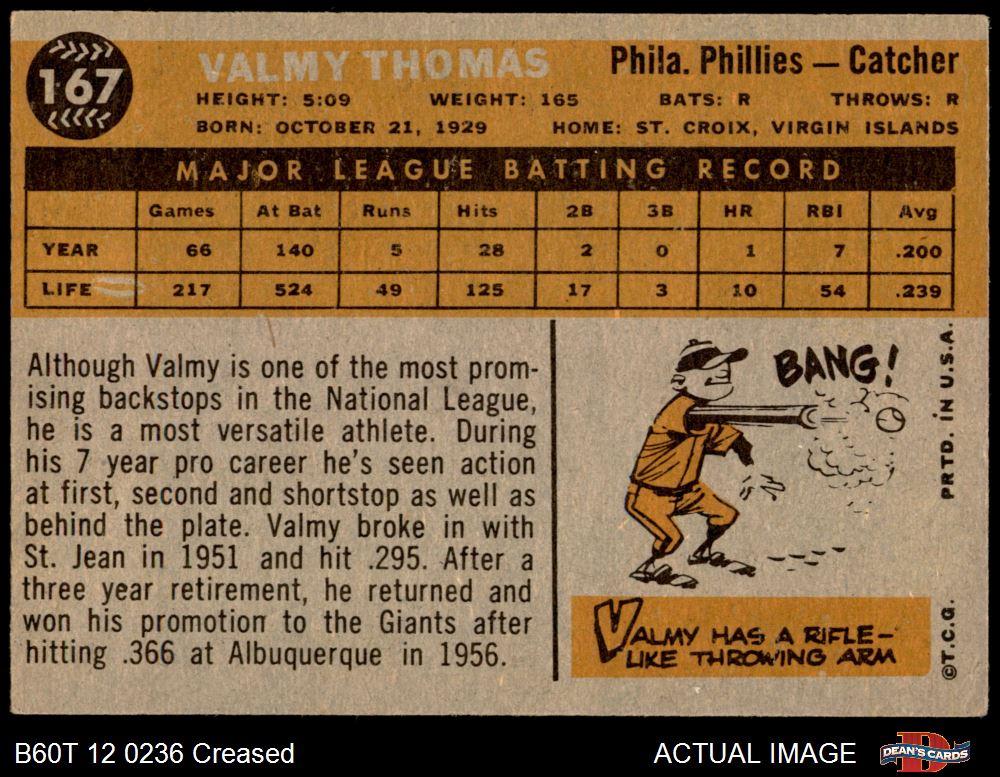 167
VALMY THOMAS
Phila. Phillies — Catcher
HEIGHT: 5:09 WEIGHT: 165 BATS: R THROWS: R
BORN: OCTOBER 21, 1929 HOME: ST. CROIX, VIRGIN ISLANDS
MAJOR LEAGUE BATTING RECORD
Games At Bat Runs Hits 2B 3B HR RBI Avg
YEAR 66 140 5 28 2 0 1 7 .200
LIFE 217 524 49 125 17 3 10 54 .239
Although Valmy is one of the most prom-
ising backstops in the National League,
he is a most versatile athlete. During
his 7 year pro career he's seen action
at first, second and shortstop as well as
behind the plate. Valmy broke in with
St. Jean in 1951 and hit .295. After a
three year retirement, he returned and
won his promotion to the Giants after
hitting .366 at Albuquerque in 1956.
BANG!
VALMY HAS A RIFLE-
LIKE THROWING ARM
©T.C.G. PRTD. IN U.S.A.
B60T 12 0236 Creased
ACTUAL IMAGE
DEAN'S CARDS